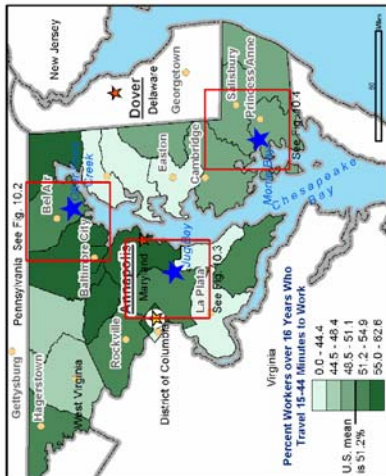 New Jersey
Pennsylvania See Fig. 10.2
Gettysburg
Hagerstown
West Virginia
Bel Air
Creek
Baltimore City
Rockville
Annapolis
Maryland
District of Columbia
Jug Bay
La Plata
See Fig. 10.3
Dover
Delaware
Georgetown
Easton
Cambridge
Salisbury
Princess Anne
See Fig. 10.4
Chesapeake
Bay
Virginia
Percent Workers over 16 Years Who
Travel 15-44 Minutes to Work
0.0 - 44.4
44.5 - 48.4
48.5 - 51.1
51.2 - 54.9
55.0 - 62.6
U.S. mean
is 51.2%